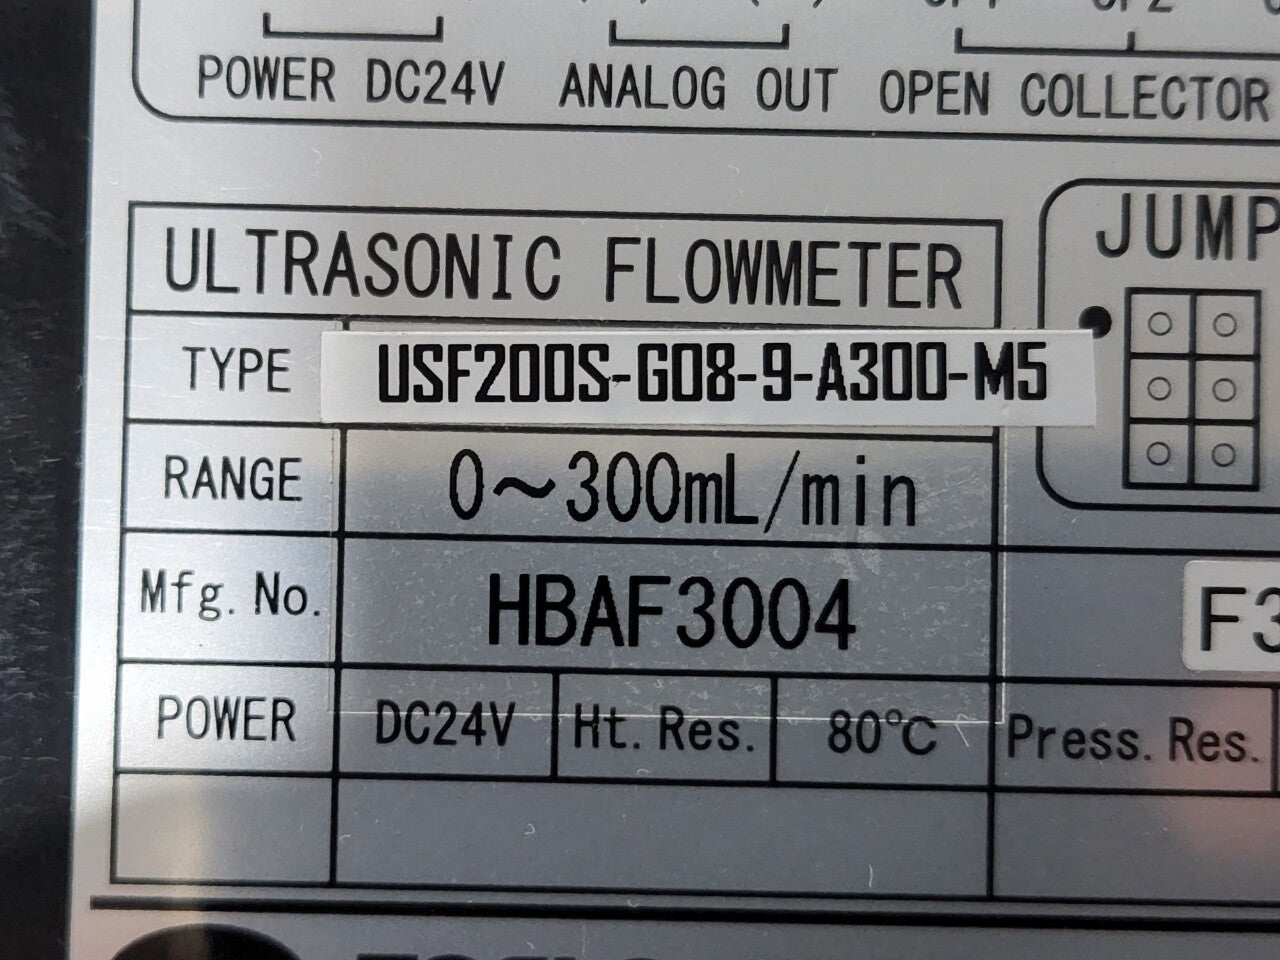 POWER DC24V ANALOG OUT OPEN COLLECTOR
JUMP
ULTRASONIC FLOWMETER
TYPE USF200S-G08-9-A300-M5
RANGE 0～300mL/min
Mfg. No. HBAF3004
F3
POWER DC24V Ht. Res. 80℃ Press. Res.